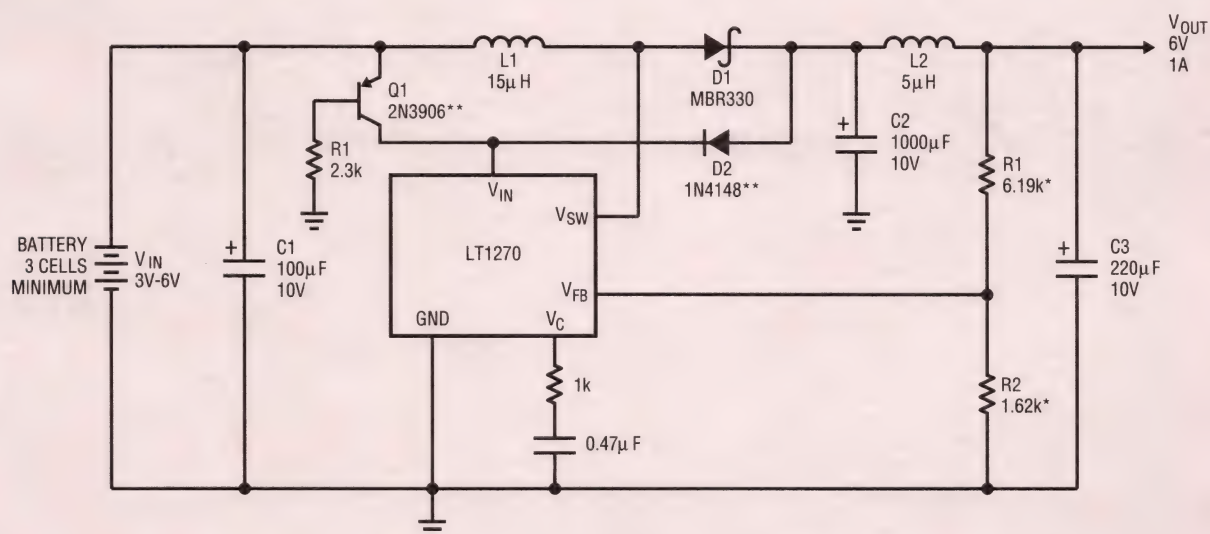 VOUT
6V
1A
L1
15µH
D1
MBR330
L2
5µH
Q1
2N3906**
R1
2.3k
D2
1N4148**
+
C2
1000µF
10V
R1
6.19k*
VIN
VSW
LT1270
BATTERY
3 CELLS
MINIMUM
VIN
3V-6V
+
C1
100µF
10V
+
C3
220µF
10V
VFB
GND
VC
1k
R2
1.62k*
0.47µF